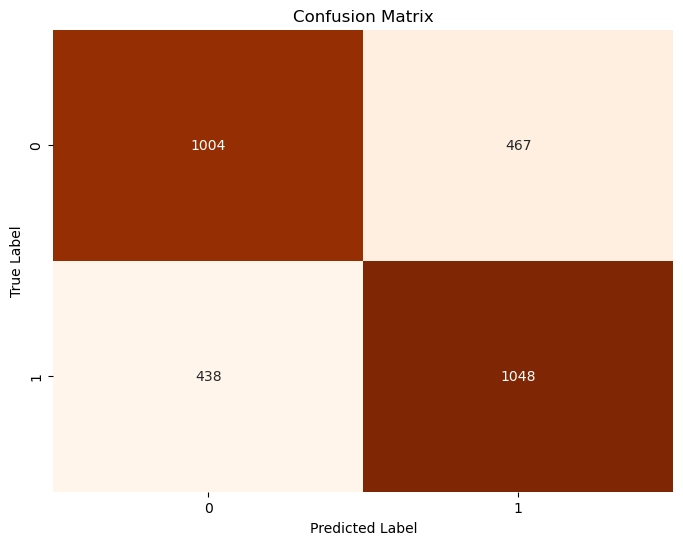 Confusion Matrix
True Label
0
1004
467
1
438
1048
0
1
Predicted Label